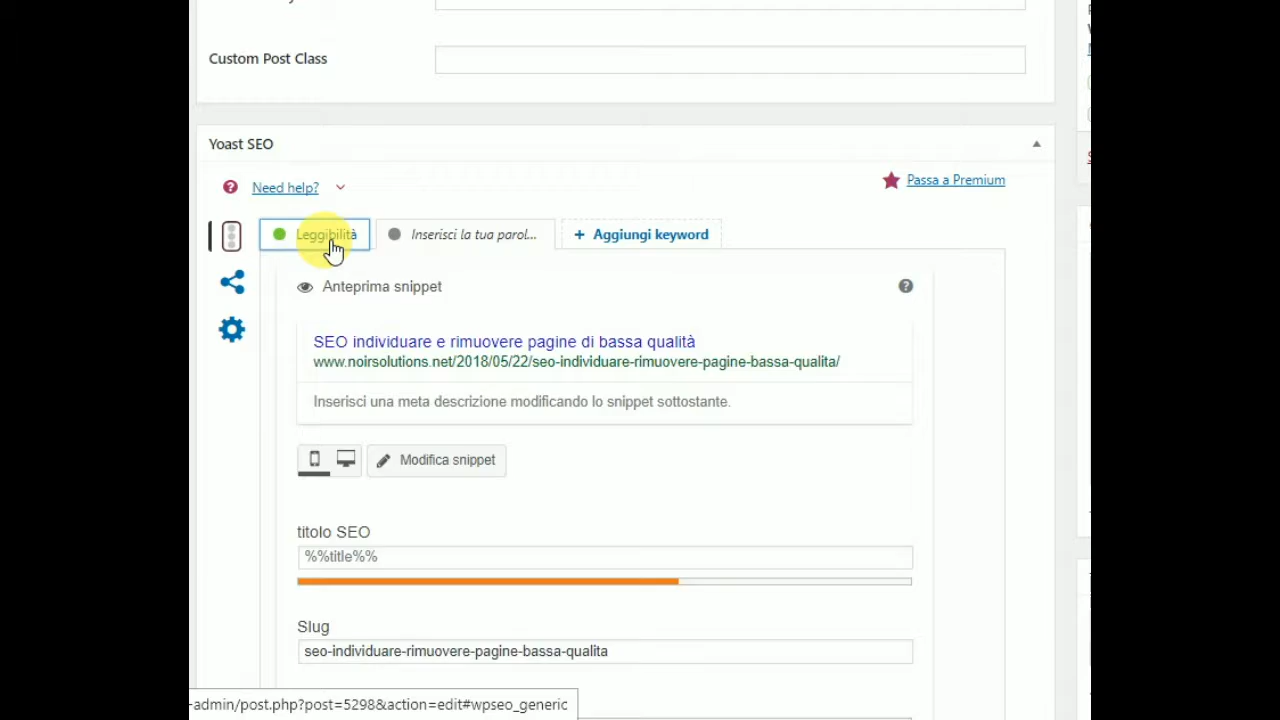 Custom Post Class
Yoast SEO
Need help?
Passa a Premium
Leggibilità
Inserisci la tua parol...
+ Aggiungi keyword
Anteprima snippet
SEO individuare e rimuovere pagine di bassa qualità
www.noirsolutions.net/2018/05/22/seo-individuare-rimuovere-pagine-bassa-qualita/
Inserisci una meta descrizione modificando lo snippet sottostante.
Modifica snippet
titolo SEO
%%title%%
Slug
seo-individuare-rimuovere-pagine-bassa-qualita
-admin/post.php?post=5298&action=edit#wpseo_generic